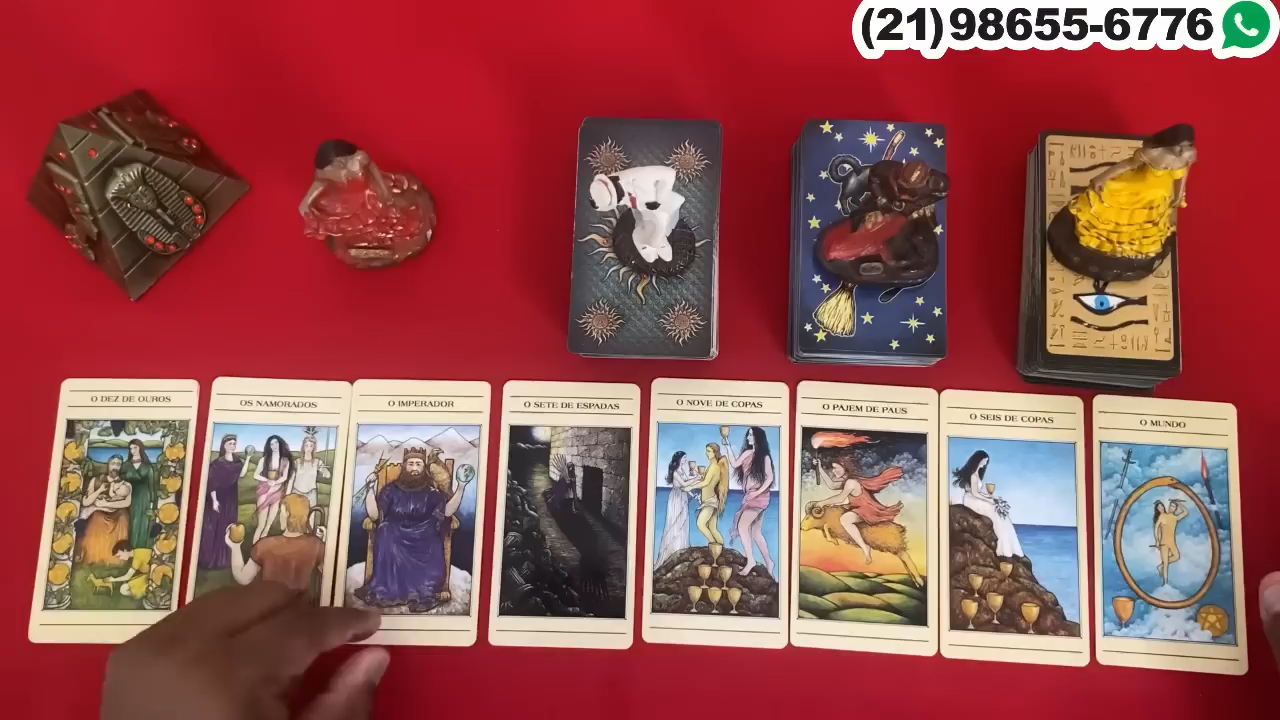 (21)98655-6776
O DEZ DE OUROS
OS NAMORADOS
O IMPERADOR
O SETE DE ESPADAS
O NOVE DE COPAS
O PAJEM DE PAUS
O SEIS DE COPAS
O MUNDO